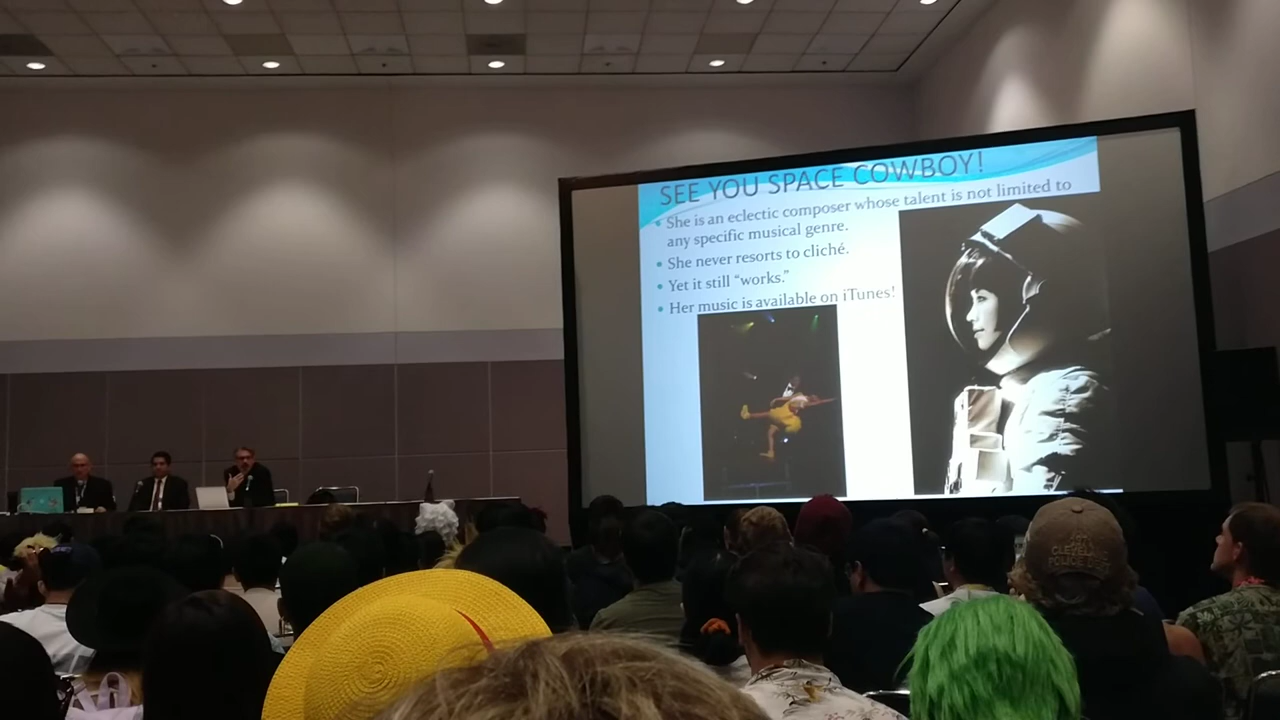 SEE YOU SPACE COWBOY!
• She is an eclectic composer whose talent is not limited to
any specific musical genre.
• She never resorts to cliché.
• Yet it still “works.”
• Her music is available on iTunes!